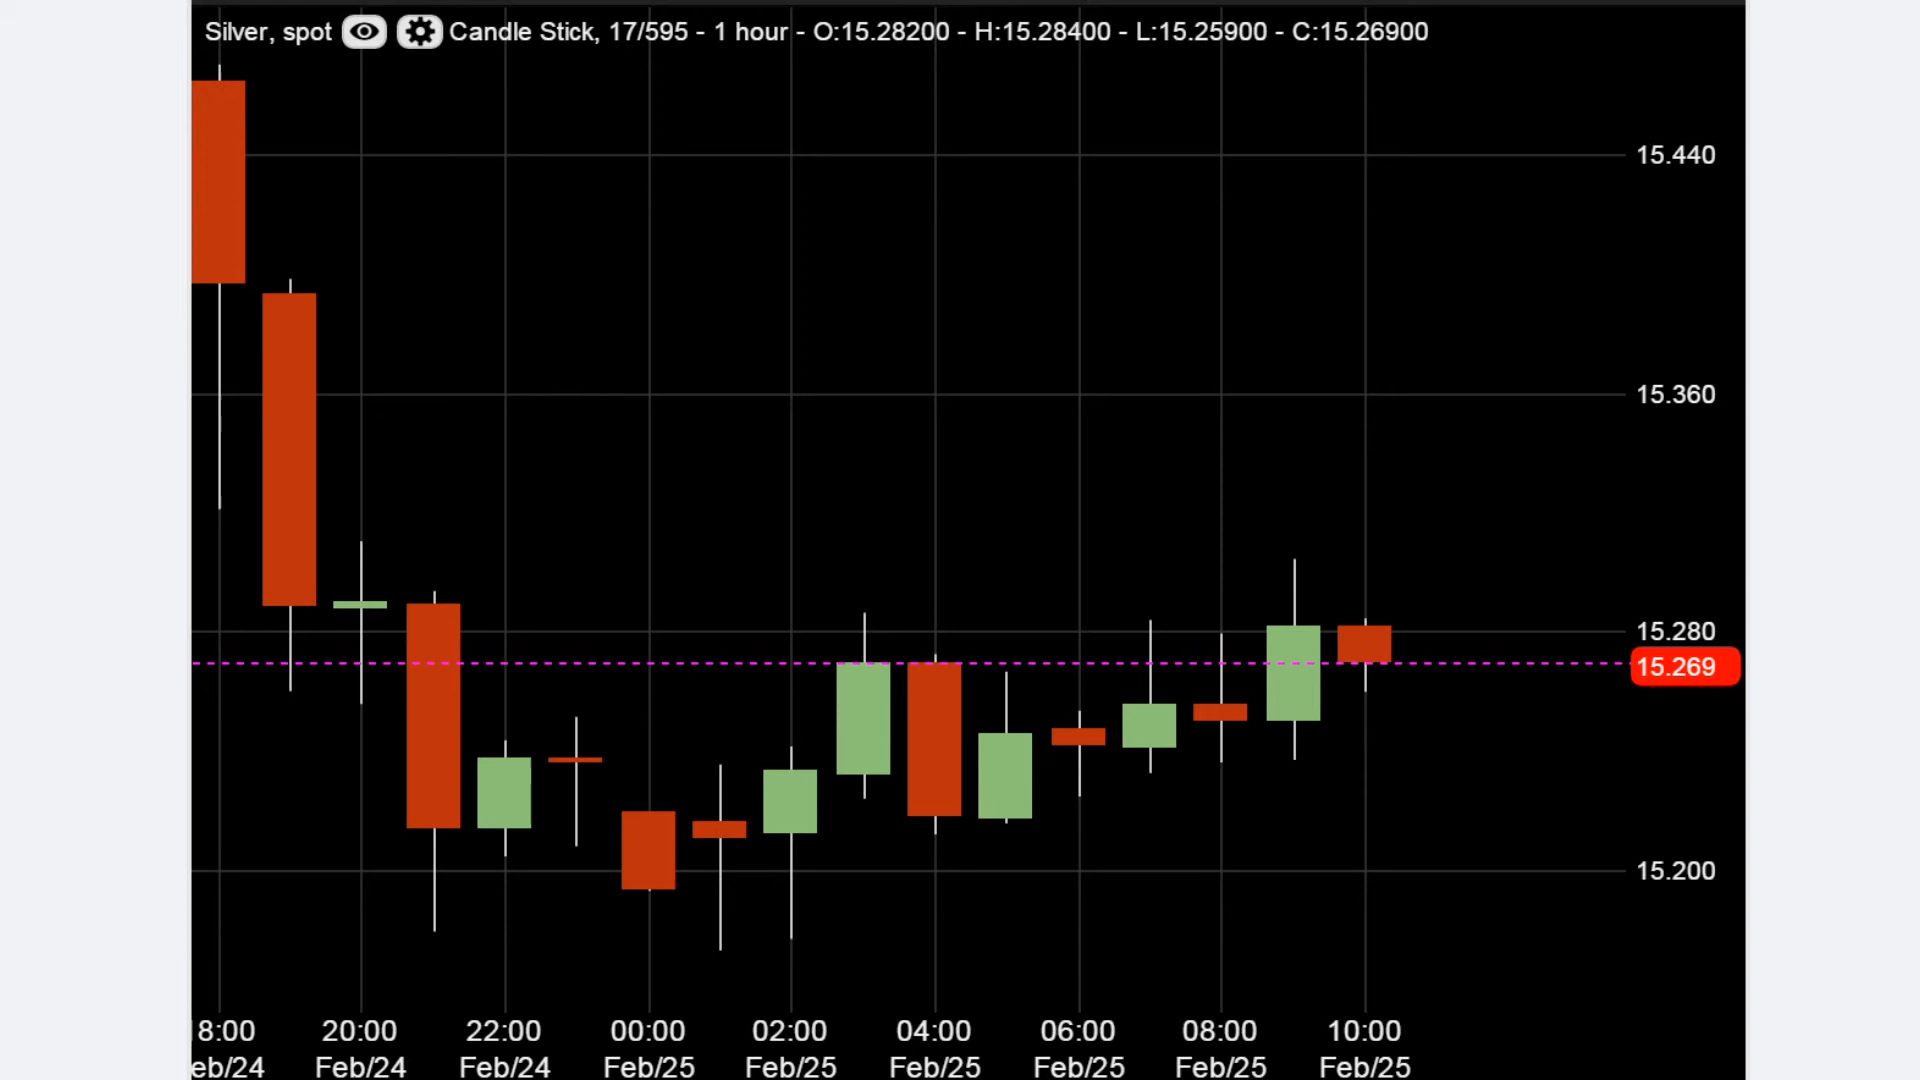 Silver, spot Candle Stick, 17/595 - 1 hour - O:15.28200 - H:15.28400 - L:15.25900 - C:15.26900
15.440
15.360
15.280
15.269
15.200
8:00 20:00 22:00 00:00 02:00 04:00 06:00 08:00 10:00
eb/24 Feb/24 Feb/24 Feb/25 Feb/25 Feb/25 Feb/25 Feb/25 Feb/25